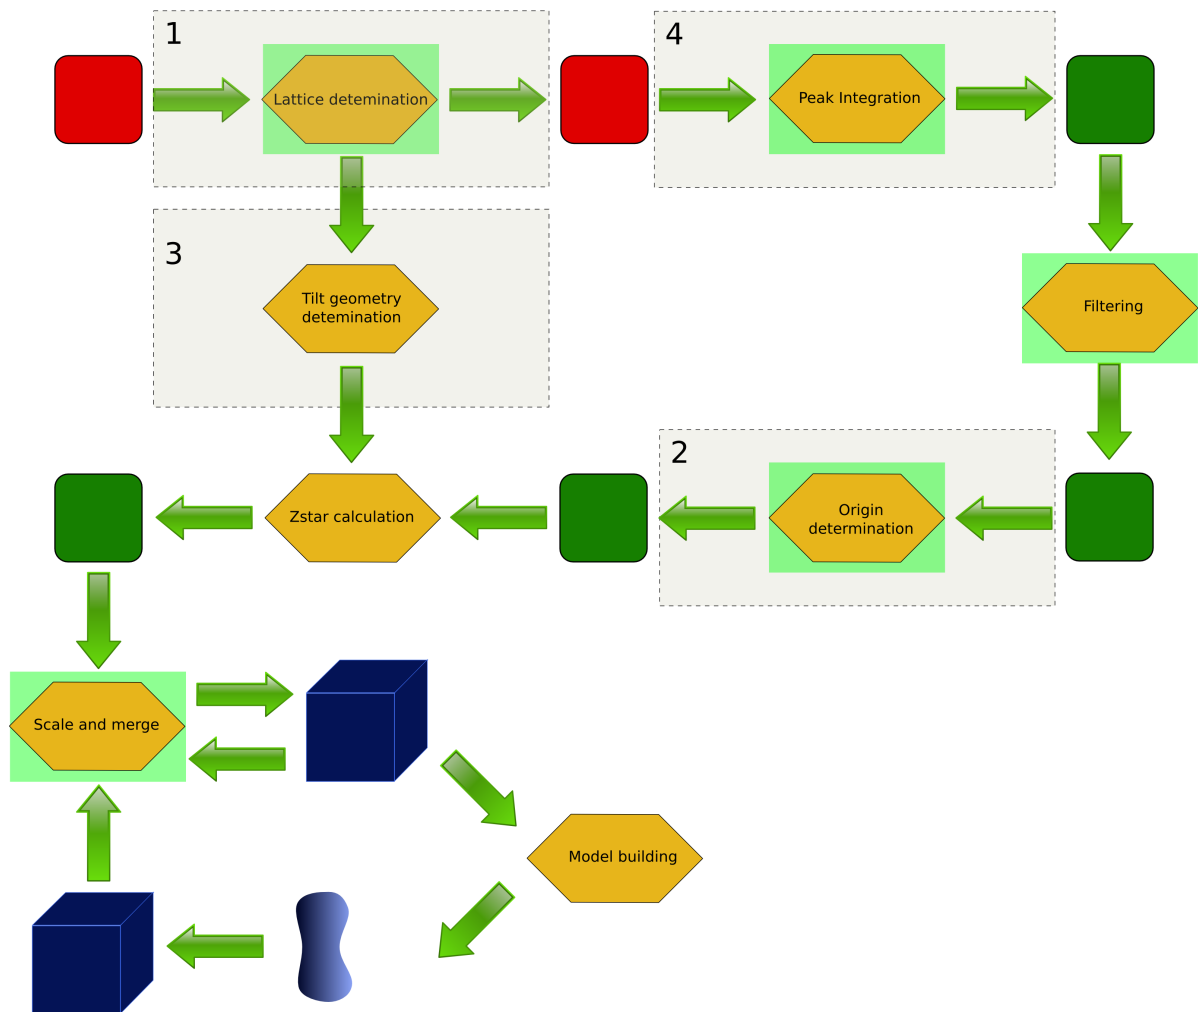 1
4
Lattice detemination
Peak Integration
3
Tilt geometry
detemination
Filtering
2
Zstar calculation
Origin
determination
Scale and merge
Model building